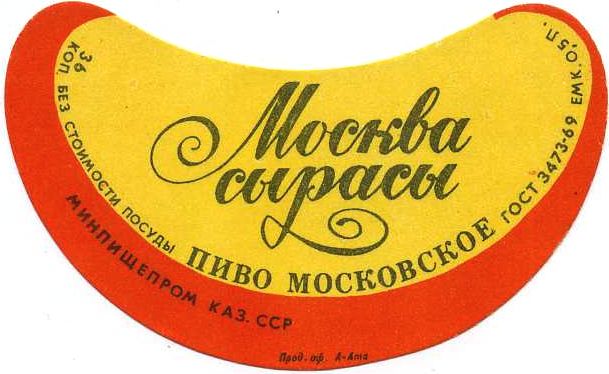 Москва
сырасы
ПИВО МОСКОВСКОЕ
36 КОП. БЕЗ СТОИМОСТИ ПОСУДЫ
ГОСТ 3473-69 ЕМК. 0,5 Л.
МИНПИЩЕПРОМ КАЗ. ССР
Прод. оф. А-Ата